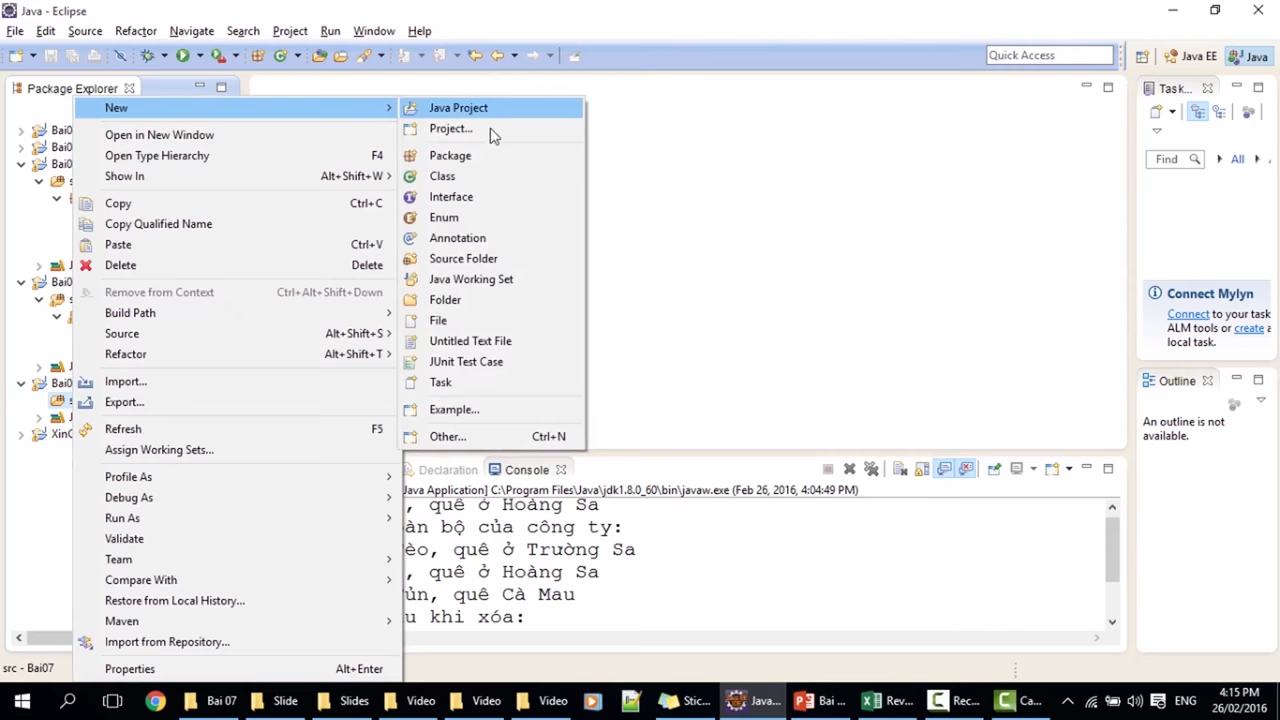 Java - Eclipse
File Edit Source Refactor Navigate Search Project Run Window Help
Quick Access
Java EE
Java
Package Explorer
New
Open in New Window
Open Type Hierarchy F4
Show In Alt+Shift+W
Copy Ctrl+C
Copy Qualified Name
Paste Ctrl+V
Delete Delete
Remove from Context Ctrl+Alt+Shift+Down
Build Path
Source Alt+Shift+S
Refactor Alt+Shift+T
Import...
Export...
Refresh F5
Assign Working Sets...
Profile As
Debug As
Run As
Validate
Team
Compare With
Restore from Local History...
Maven
Import from Repository...
Properties Alt+Enter
Java Project
Project...
Package
Class
Interface
Enum
Annotation
Source Folder
Java Working Set
Folder
File
Untitled Text File
JUnit Test Case
Task
Example...
Other... Ctrl+N
Task...
Find
All
Connect Mylyn
Connect to your task
ALM tools or create a
local task.
Outline
An outline is not
available.
Declaration
Console
[Java Application] C:\Program Files\Java\jdk1.8.0_60\bin\javaw.exe (Feb 26, 2016, 4:04:49 PM)
, quê ở Hoàng Sa
àn bộ của công ty:
èo, quê ở Trường Sa
, quê ở Hoàng Sa
ủn, quê Cà Mau
u khi xóa:
src - Bai07
Bai 07
Slide
Slides
Video
Video
Video
Stic...
Java...
Bai ...
Rev...
Rec...
Ca...
ENG
4:15 PM
26/02/2016